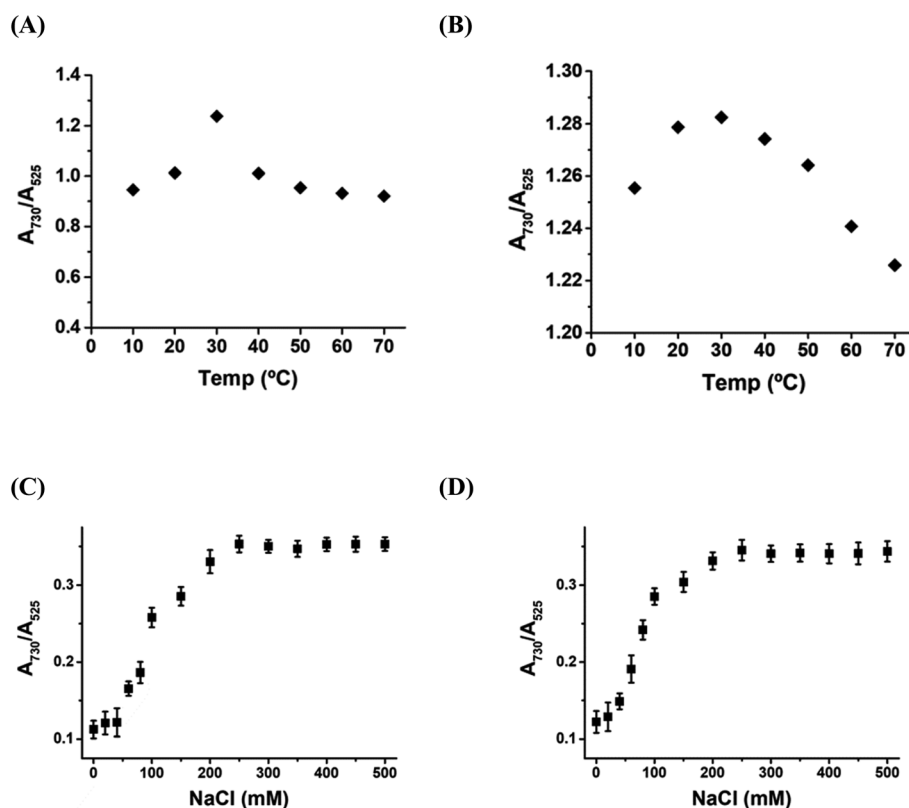 (A)
(B)
1.4
1.2
1.0
0.8
0.6
0.4
A730/A525
0 10 20 30 40 50 60 70
Temp (ºC)
1.30
1.28
1.26
1.24
1.22
1.20
A730/A525
0 10 20 30 40 50 60 70
Temp (ºC)
(C)
(D)
0.3
0.2
0.1
A730/A525
0 100 200 300 400 500
NaCl (mM)
0.3
0.2
0.1
A730/A525
0 100 200 300 400 500
NaCl (mM)